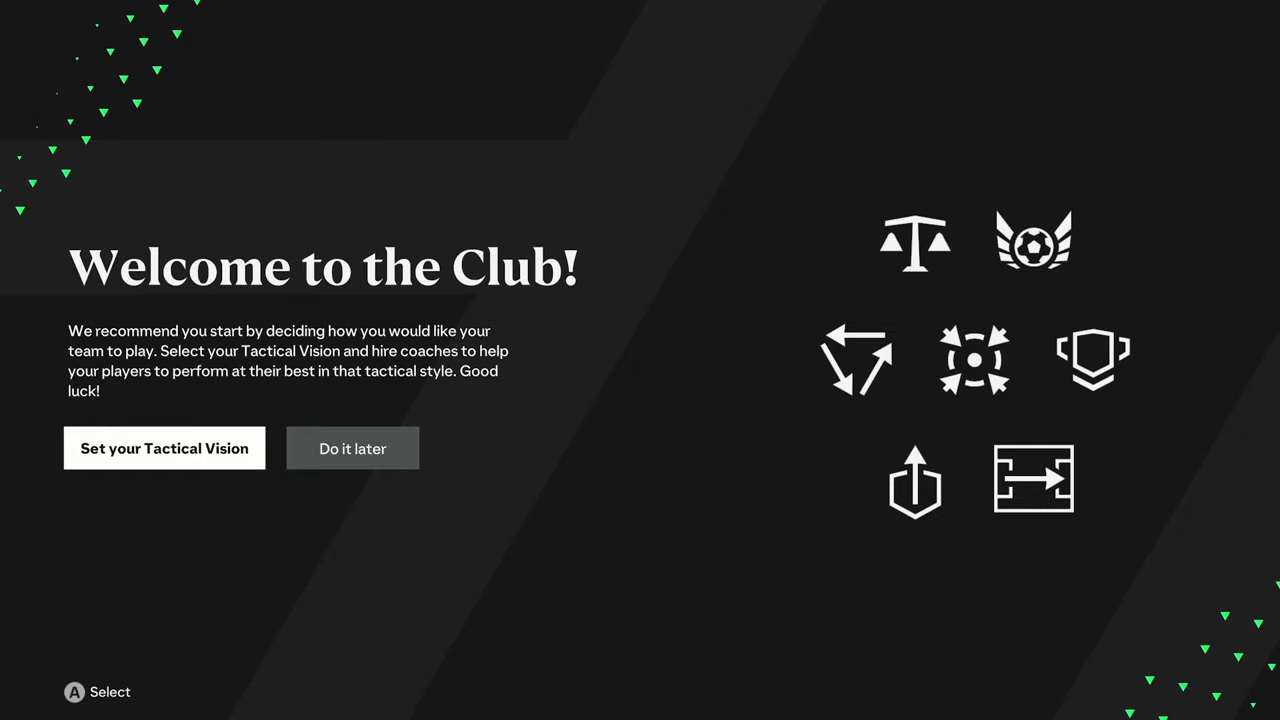 Welcome to the Club!
We recommend you start by deciding how you would like your
team to play. Select your Tactical Vision and hire coaches to help
your players to perform at their best in that tactical style. Good
luck!
Set your Tactical Vision
Do it later
A Select